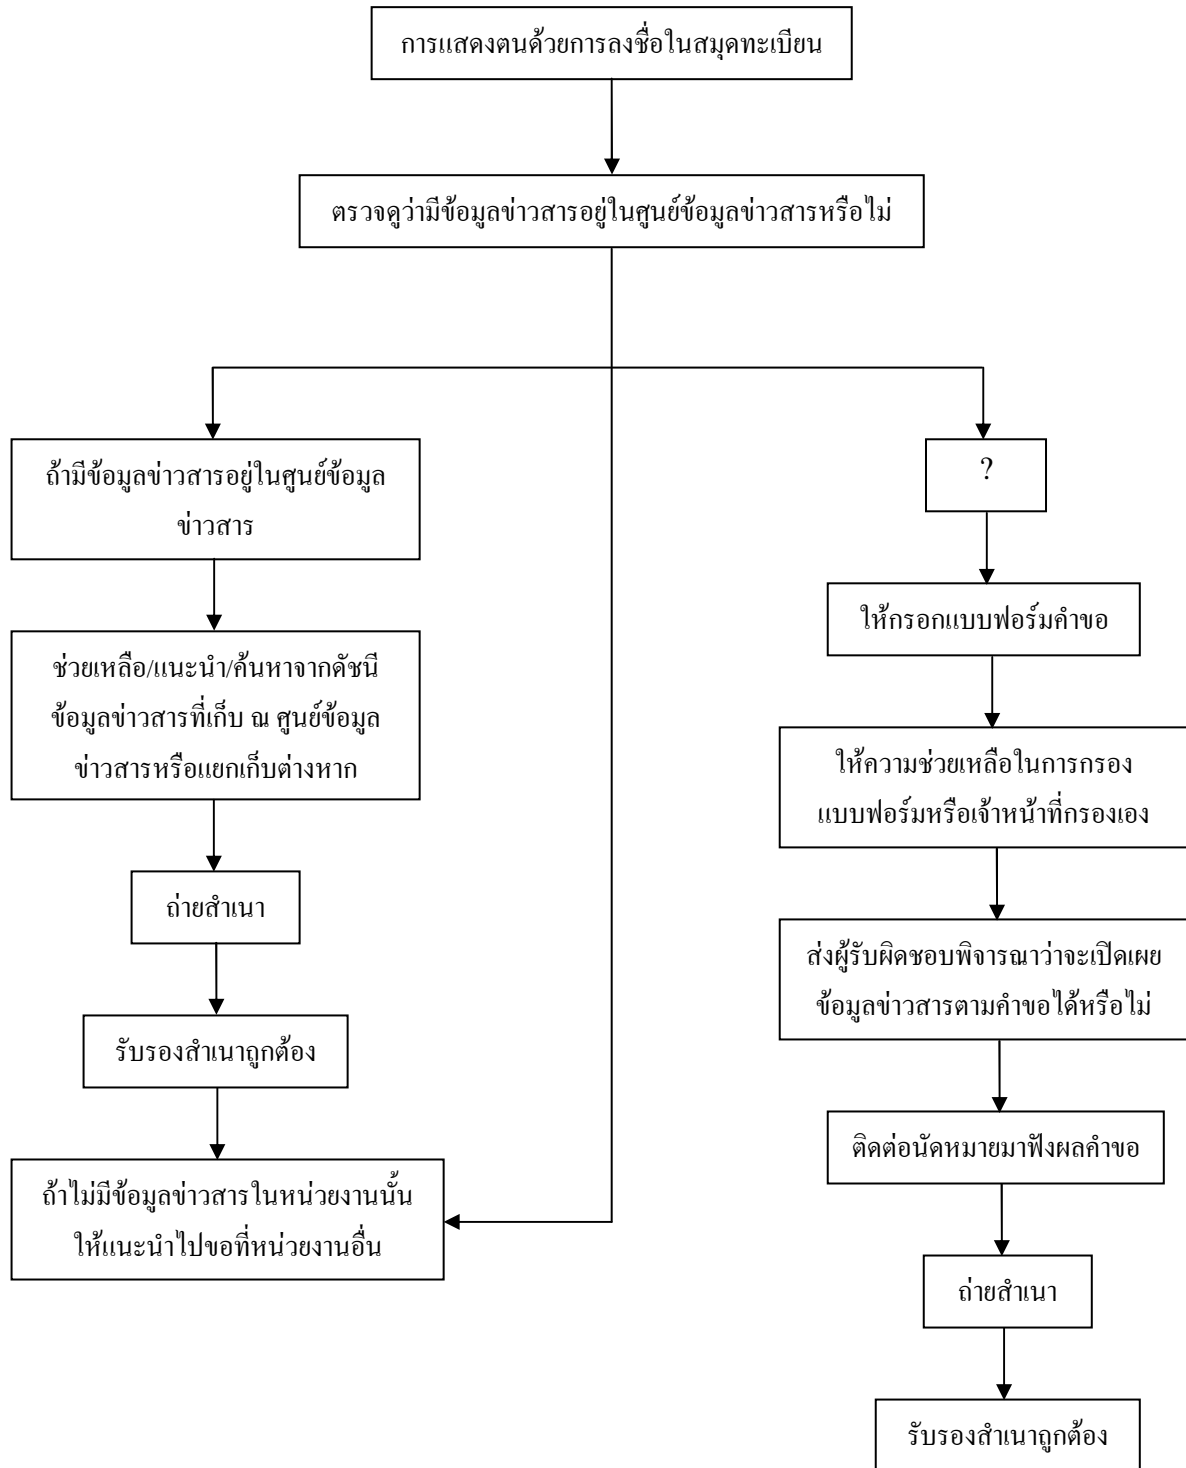 การแสดงตนด้วยการลงชื่อในสมุดทะเบียน
ตรวจดูว่ามีข้อมูลข่าวสารอยู่ในศูนย์ข้อมูลข่าวสารหรือไม่
ถ้ามีข้อมูลข่าวสารอยู่ในศูนย์ข้อมูล
ข่าวสาร
ช่วยเหลือ/แนะนำ/ค้นหาจากดัชนี
ข้อมูลข่าวสารที่เก็บ ณ ศูนย์ข้อมูล
ข่าวสารหรือแยกเก็บต่างหาก
ถ่ายสำเนา
รับรองสำเนาถูกต้อง
ถ้าไม่มีข้อมูลข่าวสารในหน่วยงานนั้น
ให้แนะนำไปขอที่หน่วยงานอื่น
?
ให้กรอกแบบฟอร์มคำขอ
ให้ความช่วยเหลือในการกรอง
แบบฟอร์มหรือเจ้าหน้าที่กรองเอง
ส่งผู้รับผิดชอบพิจารณาว่าจะเปิดเผย
ข้อมูลข่าวสารตามคำขอได้หรือไม่
ติดต่อนัดหมายมาฟังผลคำขอ
ถ่ายสำเนา
รับรองสำเนาถูกต้อง